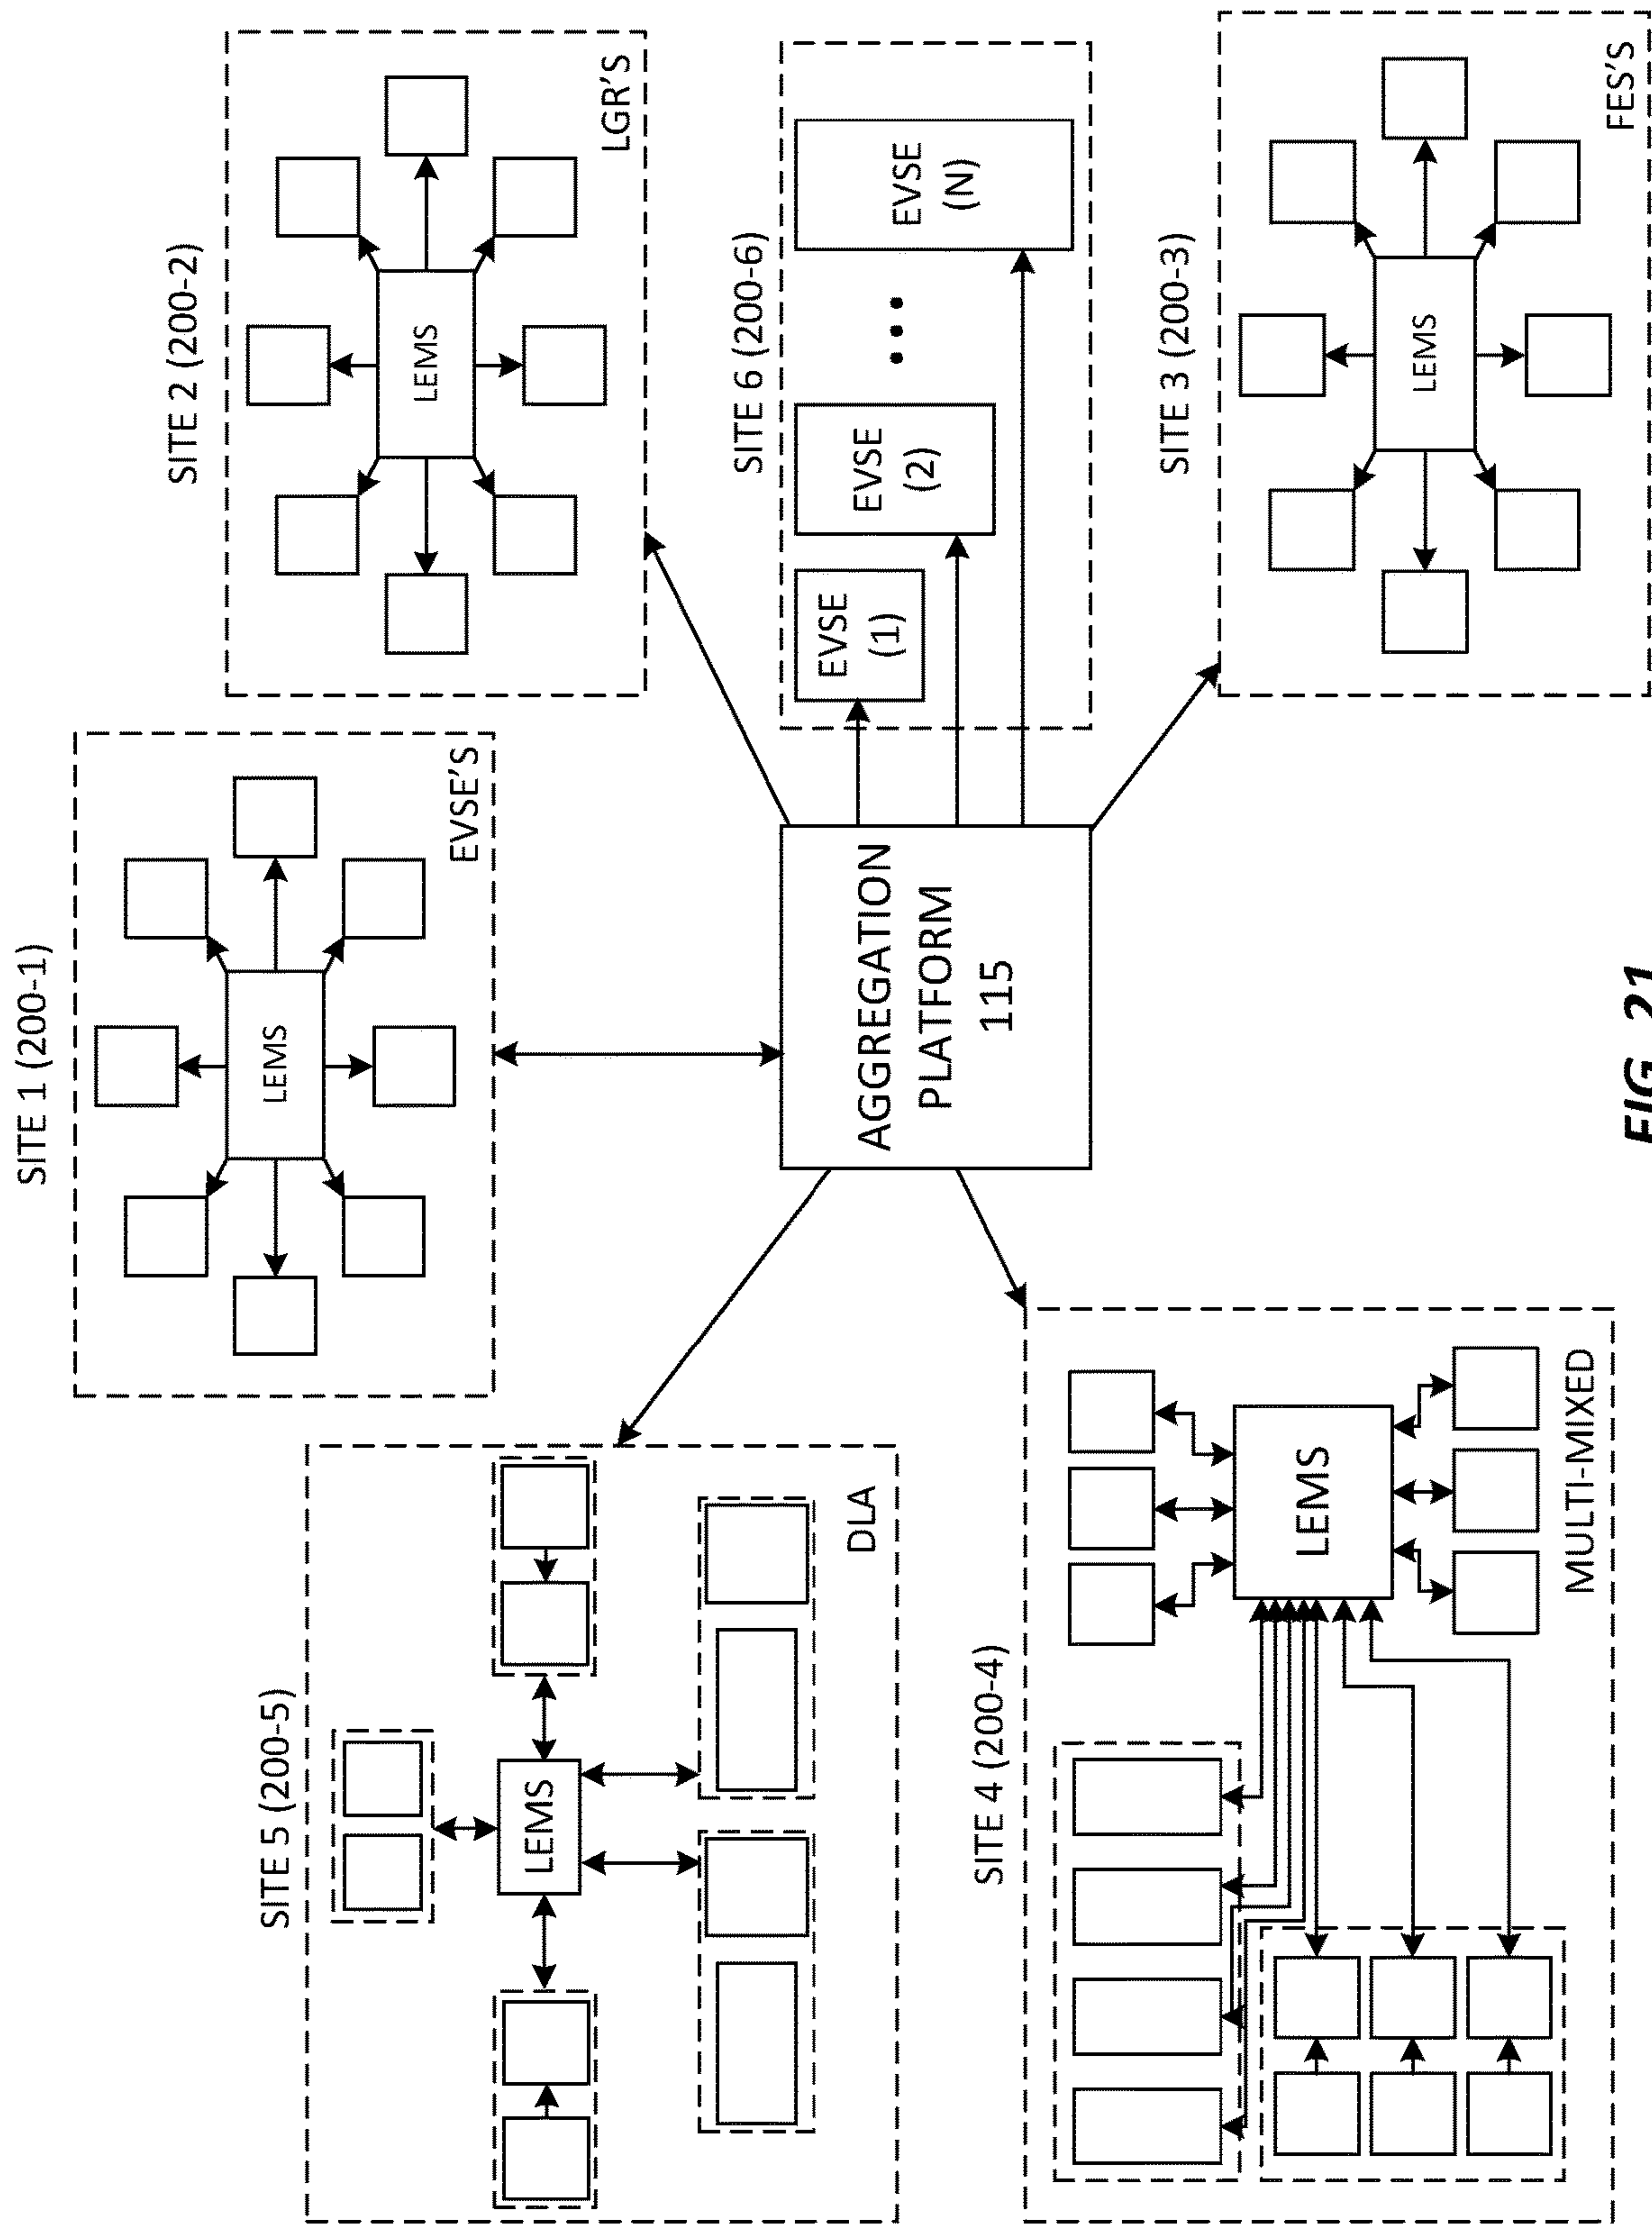 SITE 1 (200-1)
LEMS
EVSE'S
SITE 2 (200-2)
LEMS
LGR'S
SITE 5 (200-5)
LEMS
DLA
AGGREGATION
PLATFORM
115
SITE 6 (200-6)
EVSE
(1)
EVSE
(2)
EVSE
(N)
SITE 4 (200-4)
LEMS
MULTI-MIXED
SITE 3 (200-3)
LEMS
FES'S
FIG. 21